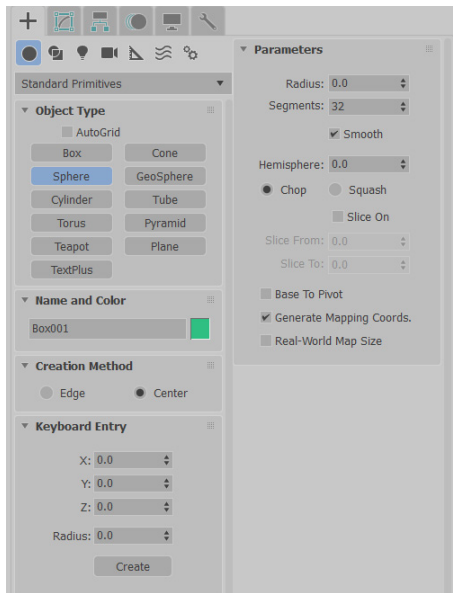 Standard Primitives
Object Type
AutoGrid
Box Cone
Sphere GeoSphere
Cylinder Tube
Torus Pyramid
Teapot Plane
TextPlus
Name and Color
Box001
Creation Method
Edge Center
Keyboard Entry
X: 0.0
Y: 0.0
Z: 0.0
Radius: 0.0
Create
Parameters
Radius: 0.0
Segments: 32
Smooth
Hemisphere: 0.0
Chop Squash
Slice On
Slice From: 0.0
Slice To: 0.0
Base To Pivot
Generate Mapping Coords.
Real-World Map Size